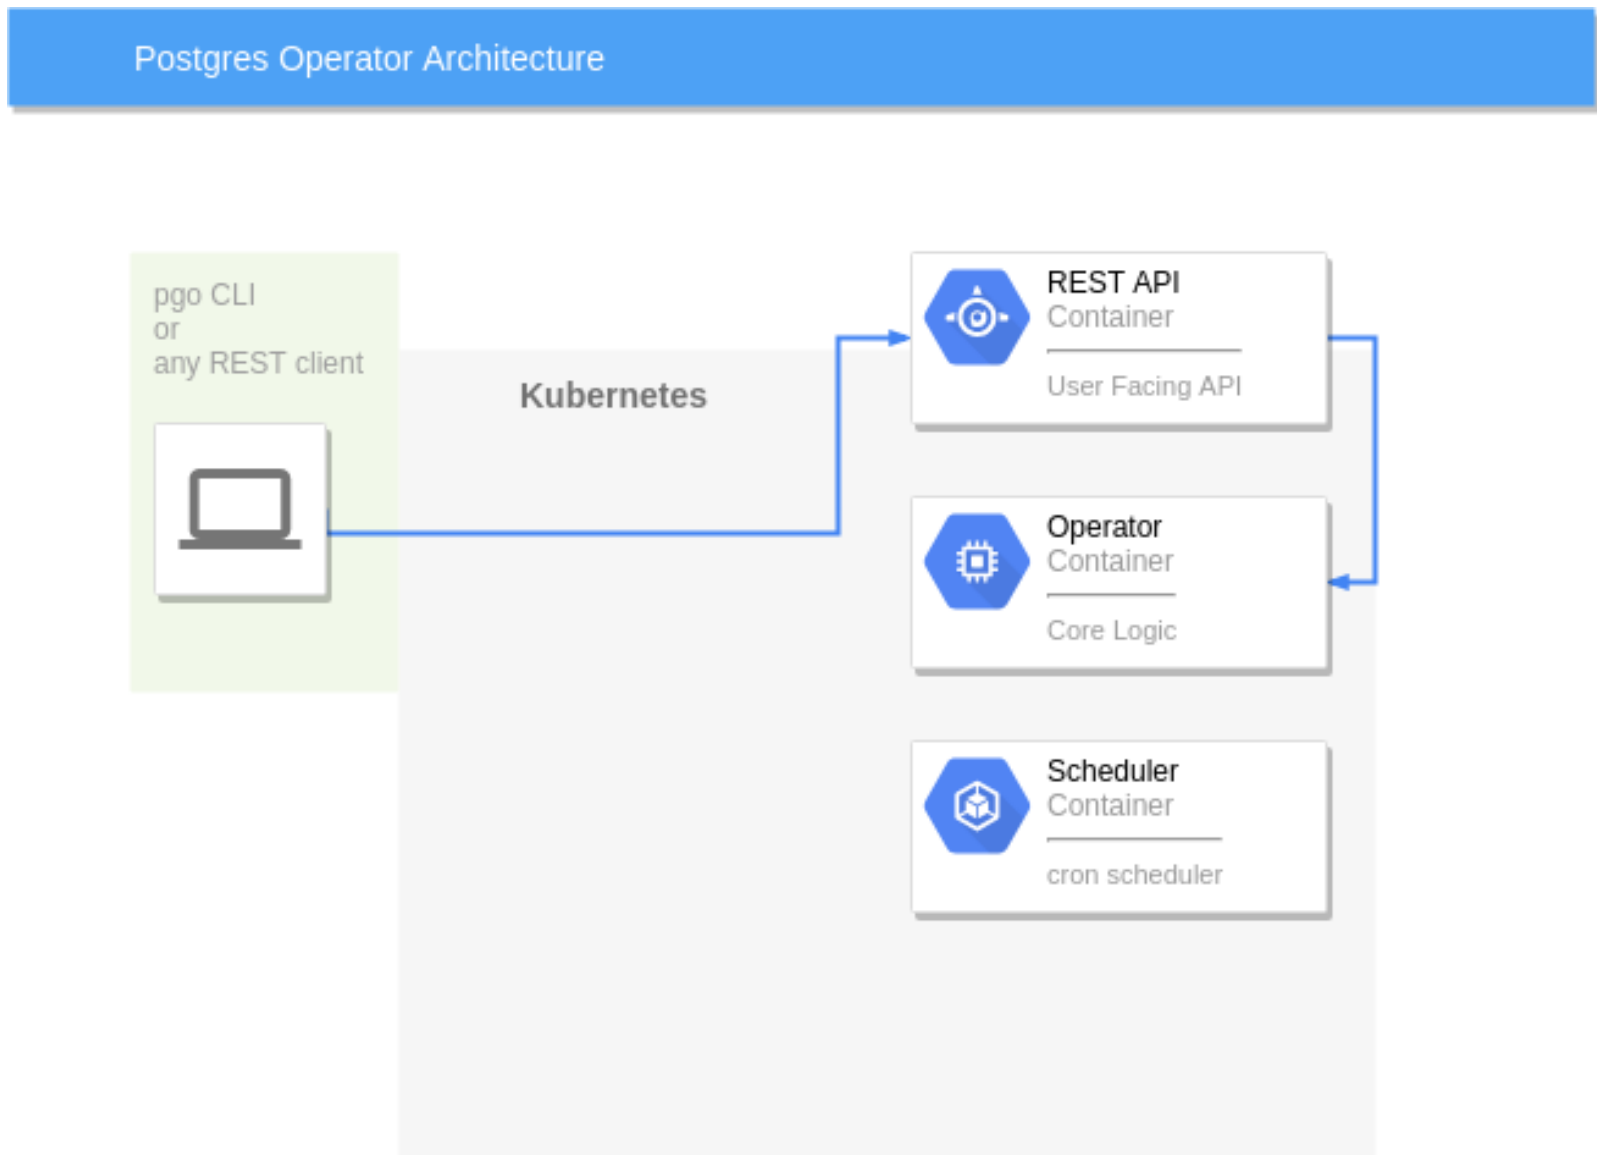 Postgres Operator Architecture
pgo CLI
or
any REST client
Kubernetes
REST API
Container
User Facing API
Operator
Container
Core Logic
Scheduler
Container
cron scheduler